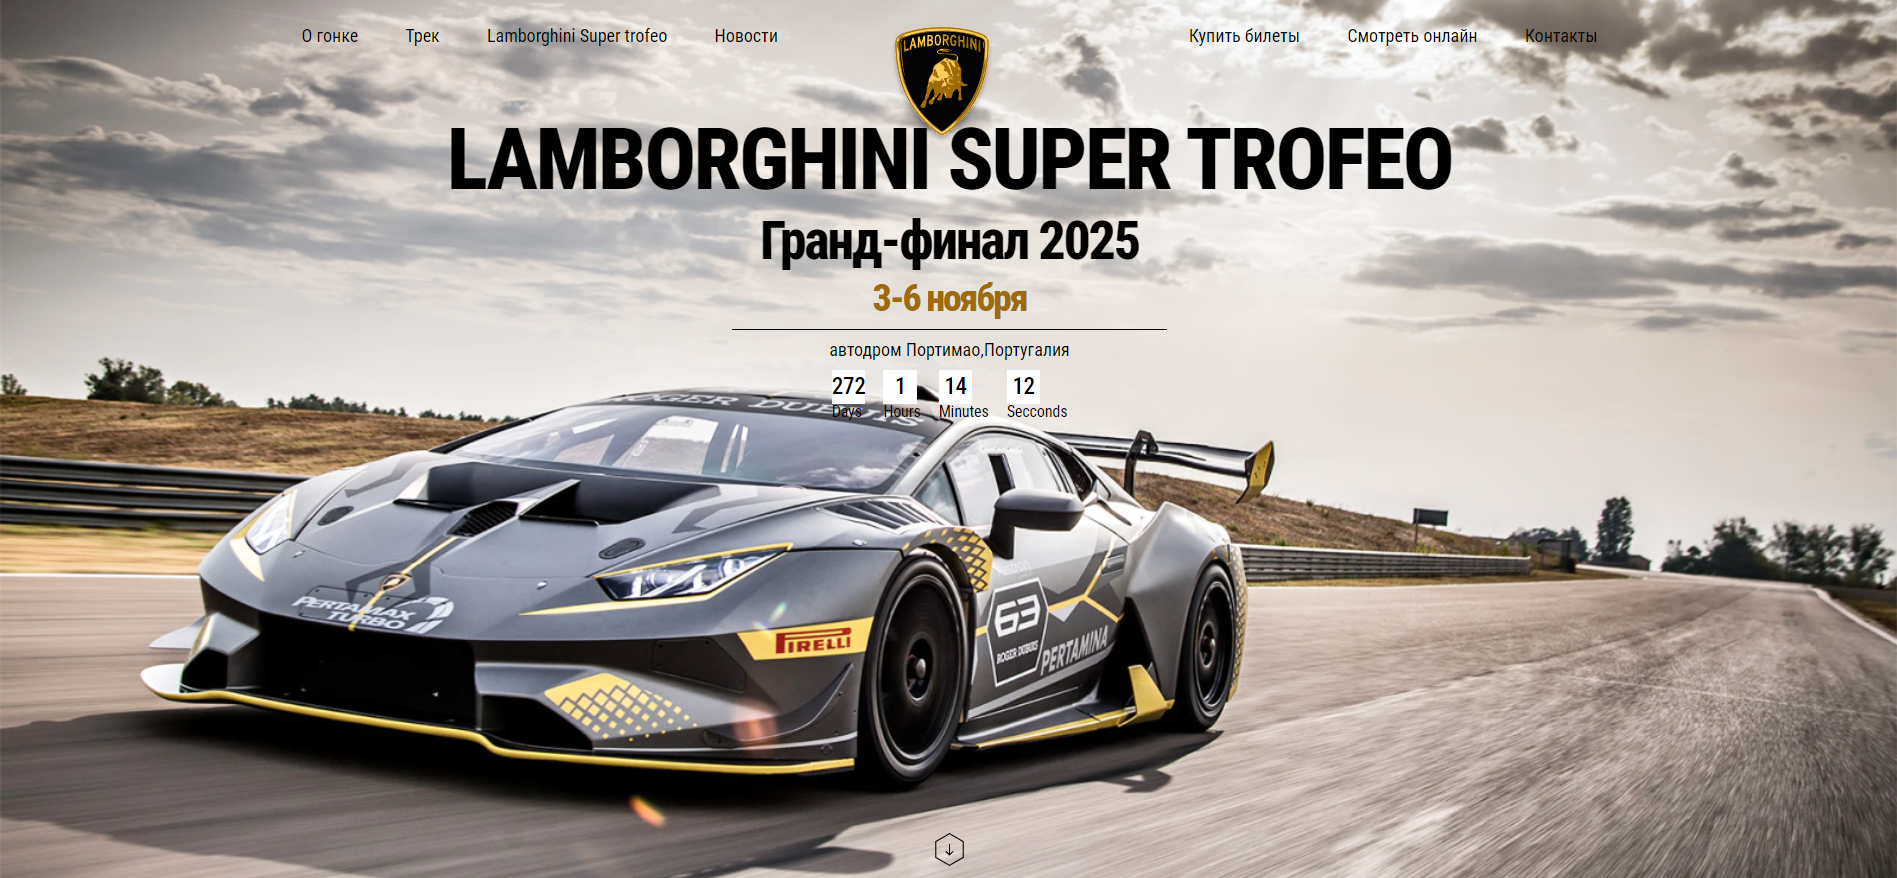 О гонке Трек Lamborghini Super trofeo Новости
LAMBORGHINI
Купить билеты Смотреть онлайн Контакты
LAMBORGHINI SUPER TROFEO
Гранд-финал 2025
3-6 ноября
автодром Портимао,Португалия
272 1 14 12
Days Hours Minutes Secconds
ROGER DUBUIS
PERTAMAX
TURBO
PIRELLI
63
ROGER DUBUIS
PERTAMINA